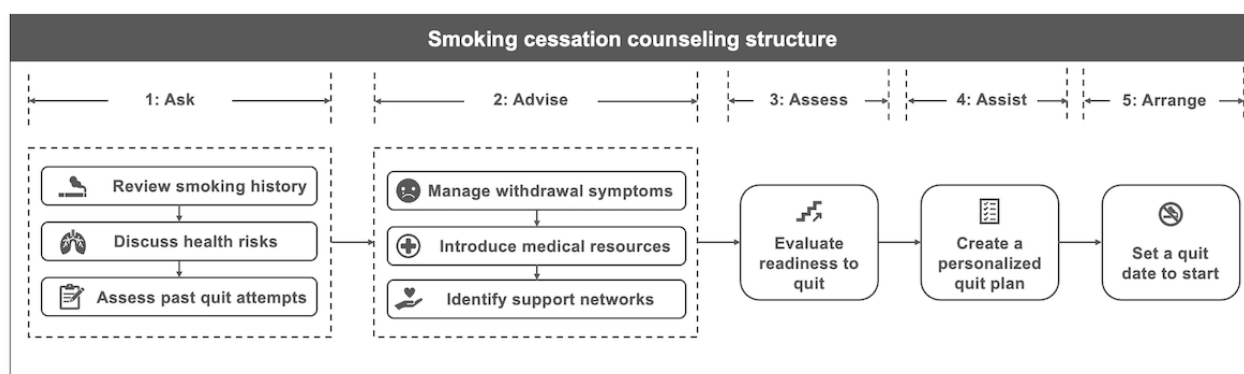 Smoking cessation counseling structure
1: Ask
2: Advise
3: Assess
4: Assist
5: Arrange
Review smoking history
Discuss health risks
Assess past quit attempts
Manage withdrawal symptoms
Introduce medical resources
Identify support networks
Evaluate
readiness to
quit
Create a
personalized
quit plan
Set a quit
date to start